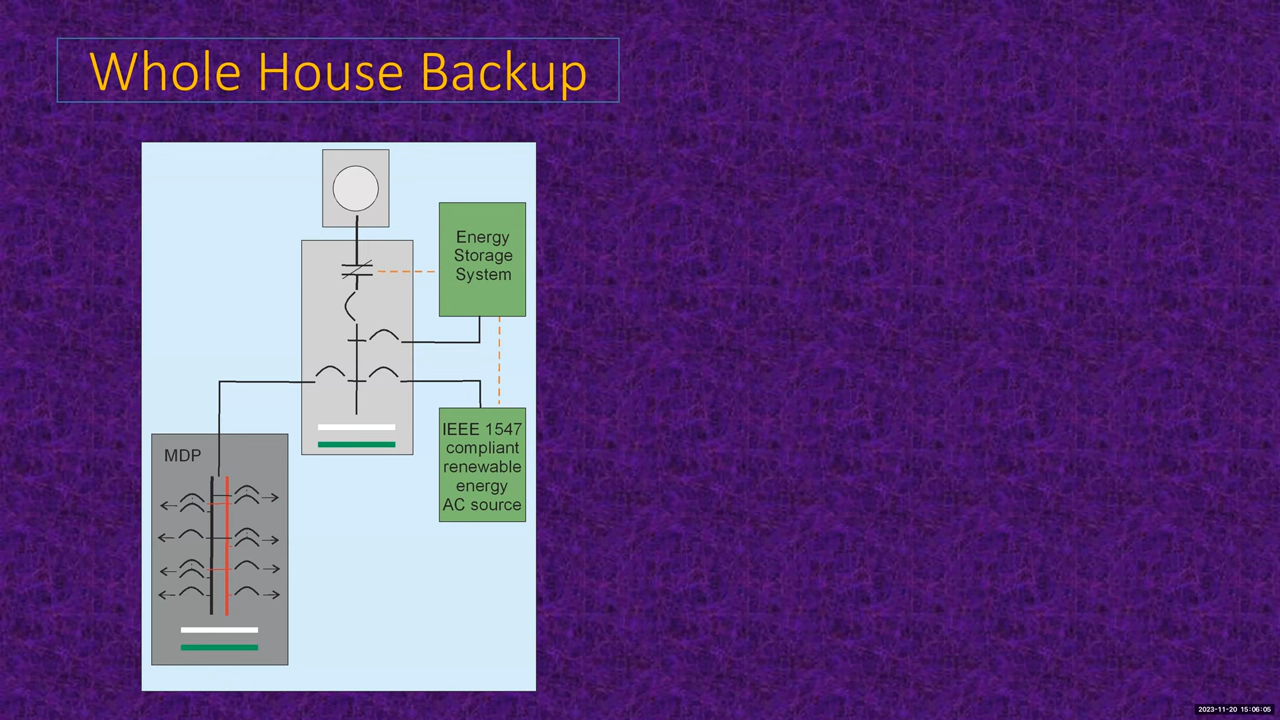 Whole House Backup
Energy
Storage
System
IEEE 1547
compliant
renewable
energy
AC source
MDP
2023-11-20 15:06:05